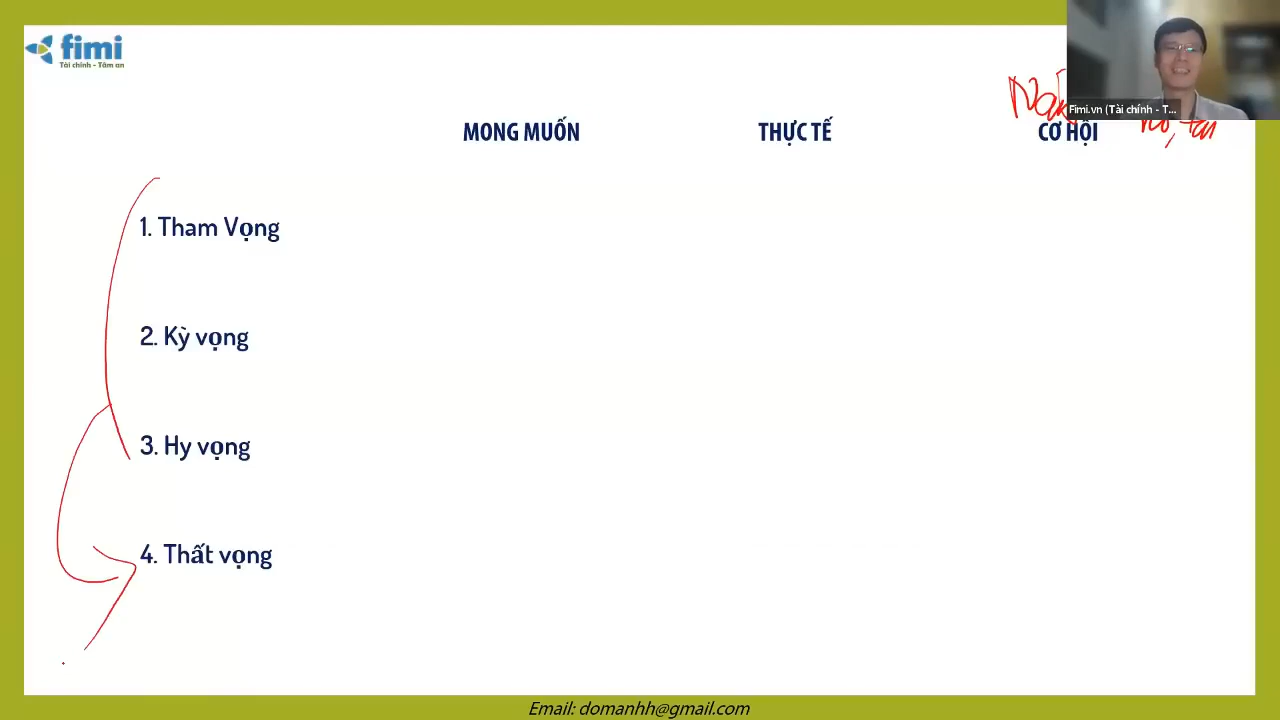 fimi
Tài chính - Tâm an
Fimi.vn (Tài chính - T...
MONG MUỐN THỰC TẾ CƠ HỘI
1. Tham Vọng
2. Kỳ vọng
3. Hy vọng
4. Thất vọng
Email: domanhh@gmail.com